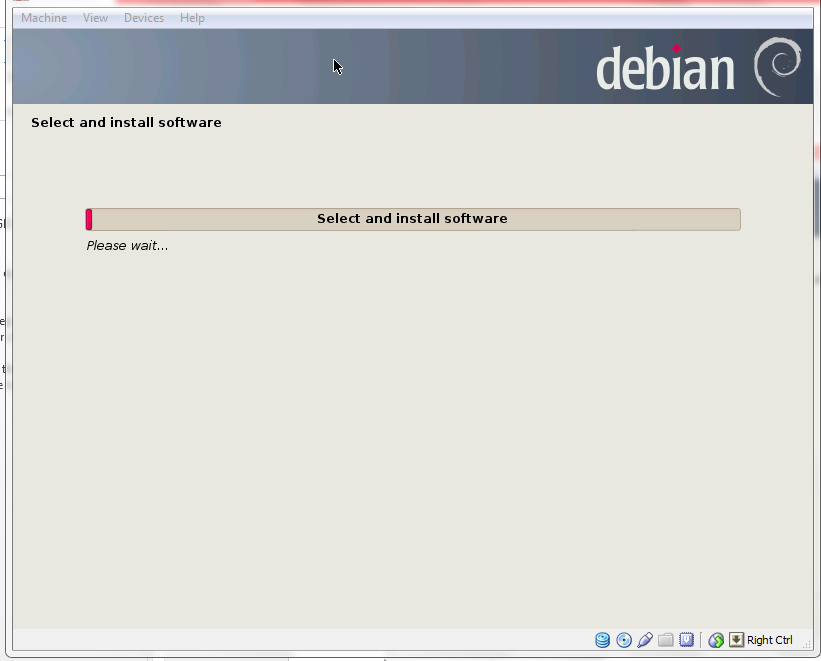 Machine View Devices Help
debian
Select and install software
Select and install software
Please wait...
Right Ctrl